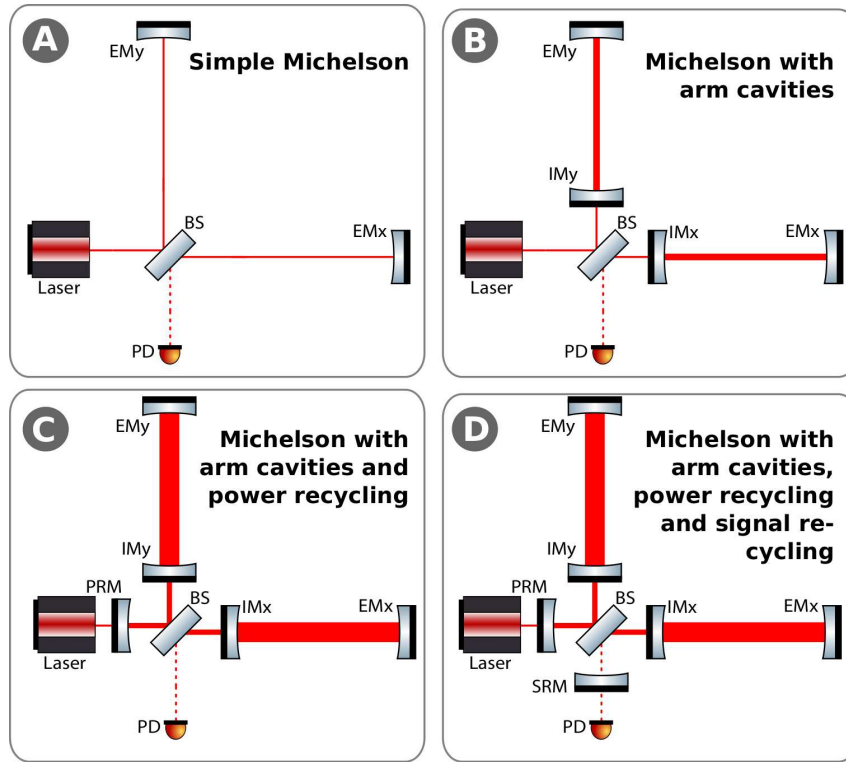 A
Simple Michelson
EMy
BS
EMx
Laser
PD
B
Michelson with
arm cavities
EMy
IMy
BS
IMx
EMx
Laser
PD
C
Michelson with
arm cavities and
power recycling
EMy
IMy
PRM
BS
IMx
EMx
Laser
PD
D
Michelson with
arm cavities,
power recycling
and signal re-
cycling
EMy
IMy
PRM
BS
IMx
EMx
Laser
SRM
PD